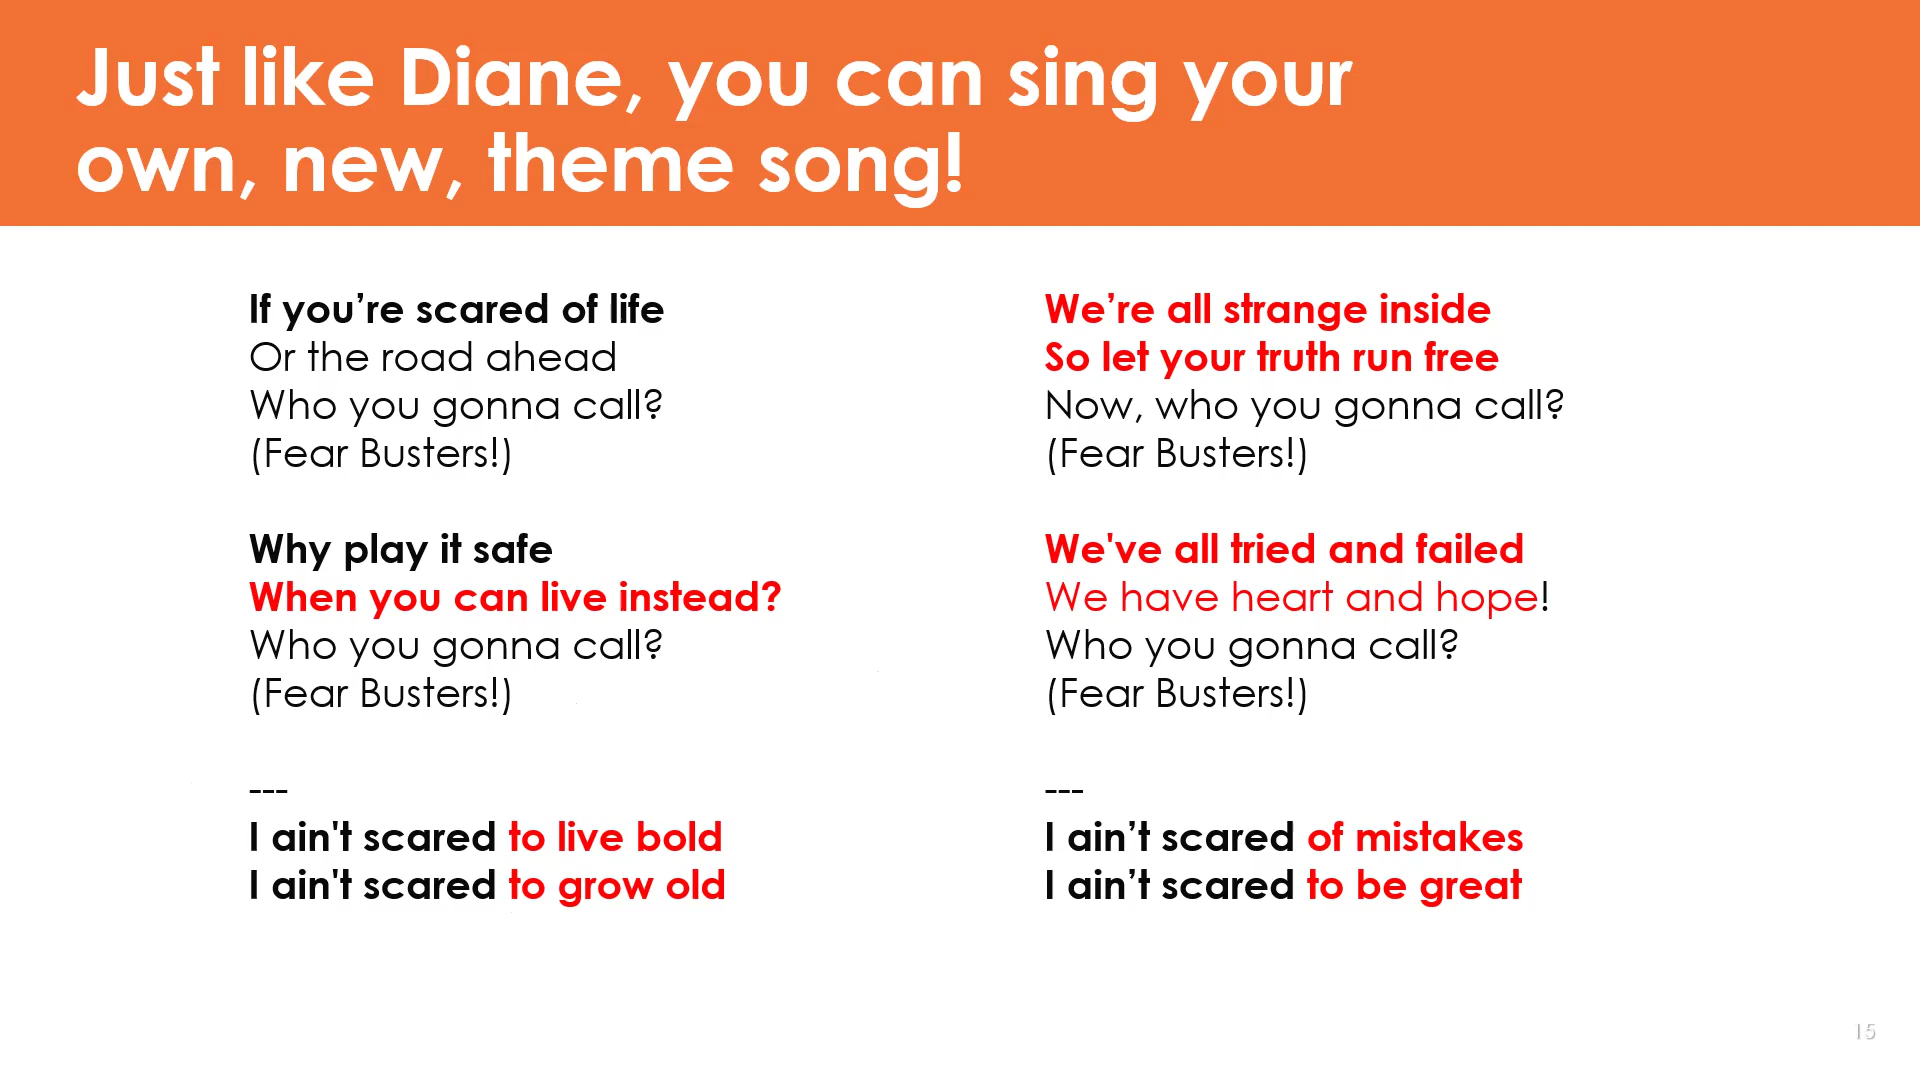 Just like Diane, you can sing your
own, new, theme song!
If you’re scared of life
Or the road ahead
Who you gonna call?
(Fear Busters!)
Why play it safe
When you can live instead?
Who you gonna call?
(Fear Busters!)
---
I ain't scared to live bold
I ain't scared to grow old
We’re all strange inside
So let your truth run free
Now, who you gonna call?
(Fear Busters!)
We've all tried and failed
We have heart and hope!
Who you gonna call?
(Fear Busters!)
---
I ain’t scared of mistakes
I ain’t scared to be great
15